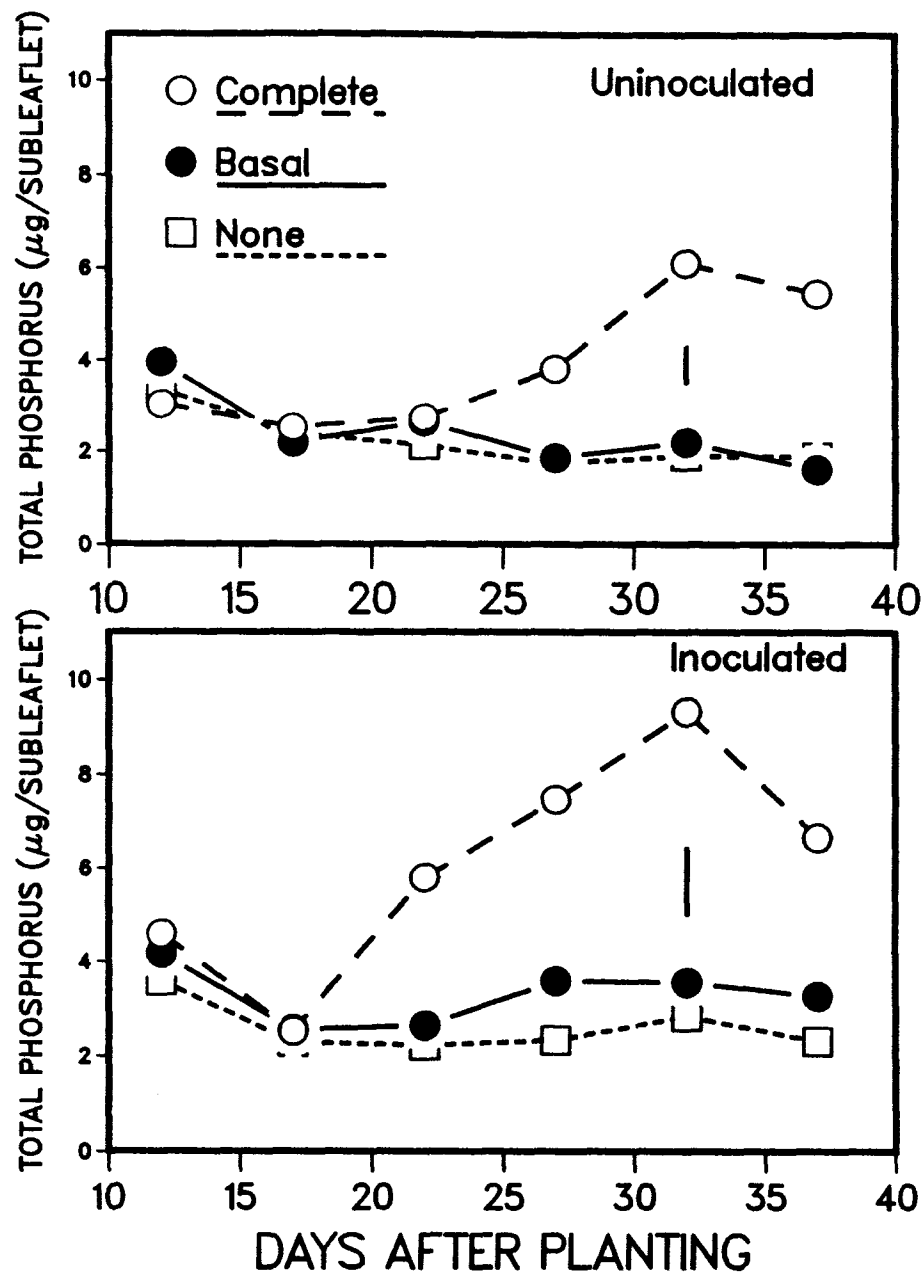 TOTAL PHOSPHORUS (μg/SUBLEAFLET)
10
8
6
4
2
0
Complete
Basal
None
Uninoculated
10 15 20 25 30 35 40
TOTAL PHOSPHORUS (μg/SUBLEAFLET)
Inoculated
10
8
6
4
2
0
10 15 20 25 30 35 40
DAYS AFTER PLANTING